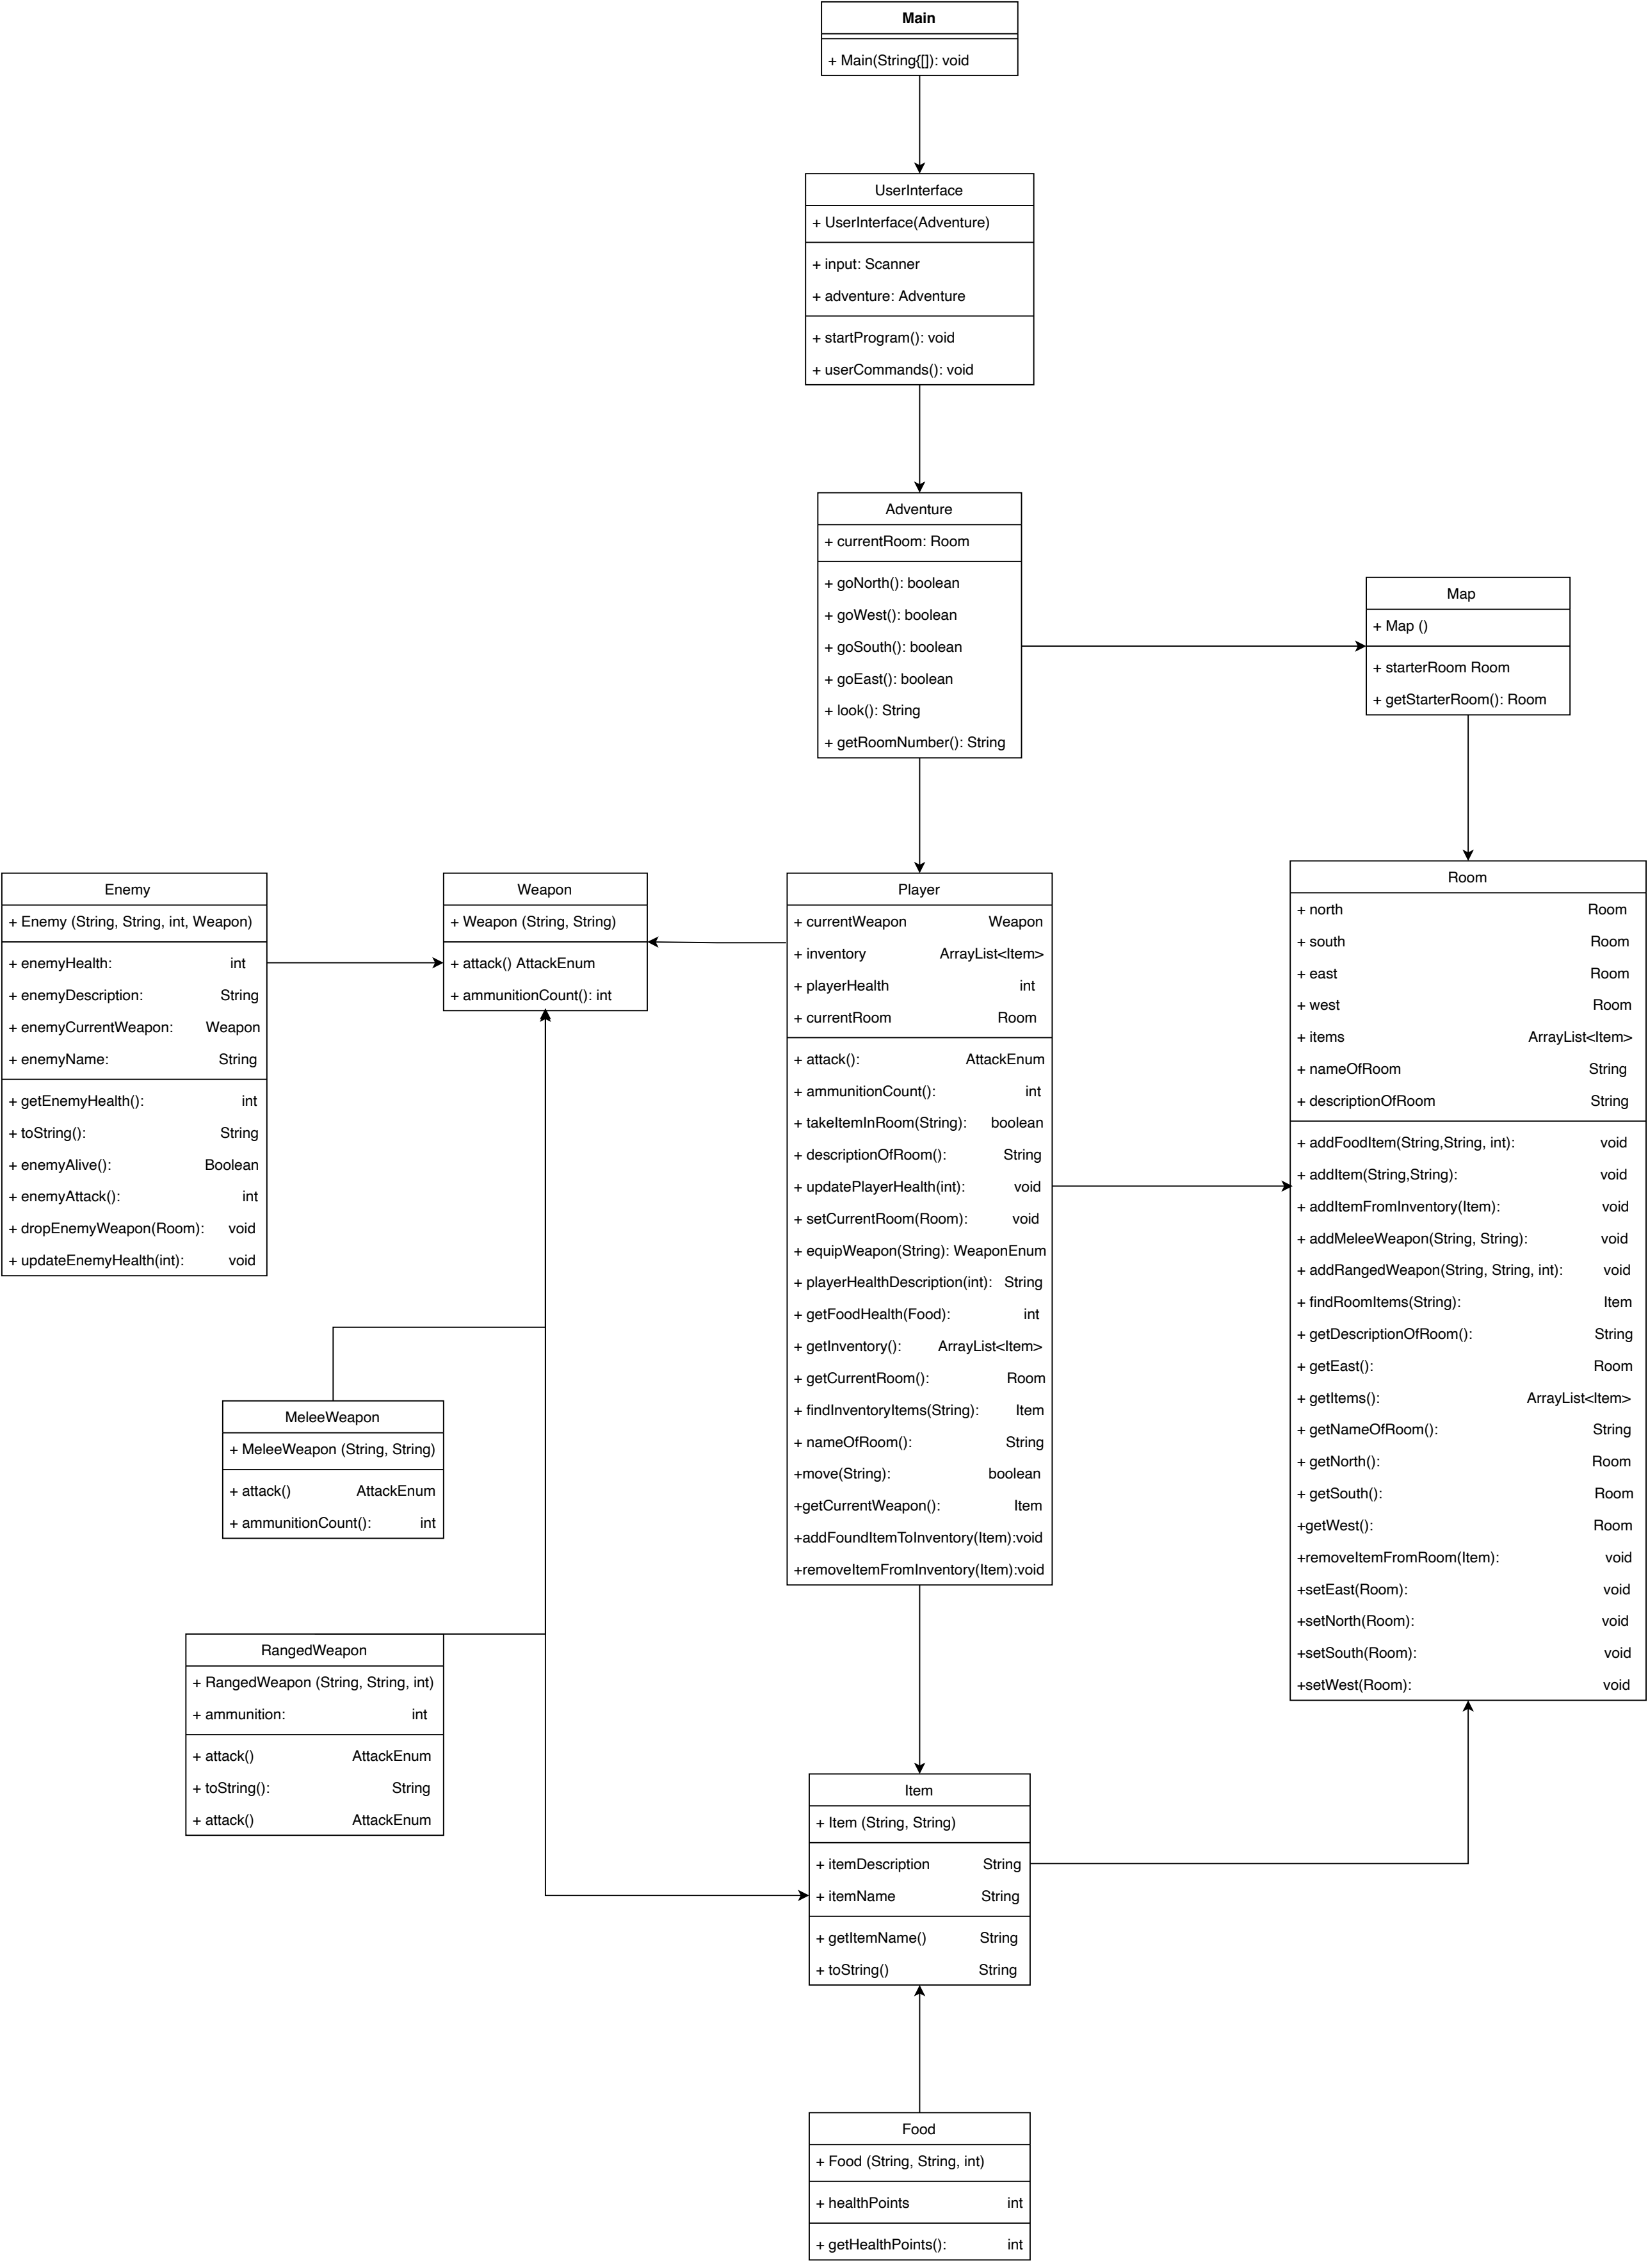 Main
+ Main(String{[]): void
UserInterface
+ UserInterface(Adventure)
+ input: Scanner
+ adventure: Adventure
+ startProgram(): void
+ userCommands(): void
Adventure
+ currentRoom: Room
+ goNorth(): boolean
+ goWest(): boolean
+ goSouth(): boolean
+ goEast(): boolean
+ look(): String
+ getRoomNumber(): String
Map
+ Map ()
+ starterRoom Room
+ getStarterRoom(): Room
Enemy
+ Enemy (String, String, int, Weapon)
+ enemyHealth: int
+ enemyDescription: String
+ enemyCurrentWeapon: Weapon
+ enemyName: String
+ getEnemyHealth(): int
+ toString(): String
+ enemyAlive(): Boolean
+ enemyAttack(): int
+ dropEnemyWeapon(Room): void
+ updateEnemyHealth(int): void
Weapon
+ Weapon (String, String)
+ attack() AttackEnum
+ ammunitionCount(): int
Player
+ currentWeapon Weapon
+ inventory ArrayList<Item>
+ playerHealth int
+ currentRoom Room
+ attack(): AttackEnum
+ ammunitionCount(): int
+ takeItemInRoom(String): boolean
+ descriptionOfRoom(): String
+ updatePlayerHealth(int): void
+ setCurrentRoom(Room): void
+ equipWeapon(String): WeaponEnum
+ playerHealthDescription(int): String
+ getFoodHealth(Food): int
+ getInventory(): ArrayList<Item>
+ getCurrentRoom(): Room
+ findInventoryItems(String): Item
+ nameOfRoom(): String
+move(String): boolean
+getCurrentWeapon(): Item
+addFoundItemToInventory(Item):void
+removeItemFromInventory(Item):void
Room
+ north Room
+ south Room
+ east Room
+ west Room
+ items ArrayList<Item>
+ nameOfRoom String
+ descriptionOfRoom String
+ addFoodItem(String,String, int): void
+ addItem(String,String): void
+ addItemFromInventory(Item): void
+ addMeleeWeapon(String, String): void
+ addRangedWeapon(String, String, int): void
+ findRoomItems(String): Item
+ getDescriptionOfRoom(): String
+ getEast(): Room
+ getItems(): ArrayList<Item>
+ getNameOfRoom(): String
+ getNorth(): Room
+ getSouth(): Room
+getWest(): Room
+removeItemFromRoom(Item): void
+setEast(Room): void
+setNorth(Room): void
+setSouth(Room): void
+setWest(Room): void
MeleeWeapon
+ MeleeWeapon (String, String)
+ attack() AttackEnum
+ ammunitionCount(): int
RangedWeapon
+ RangedWeapon (String, String, int)
+ ammunition: int
+ attack() AttackEnum
+ toString(): String
+ attack() AttackEnum
Item
+ Item (String, String)
+ itemDescription String
+ itemName String
+ getItemName() String
+ toString() String
Food
+ Food (String, String, int)
+ healthPoints int
+ getHealthPoints(): int